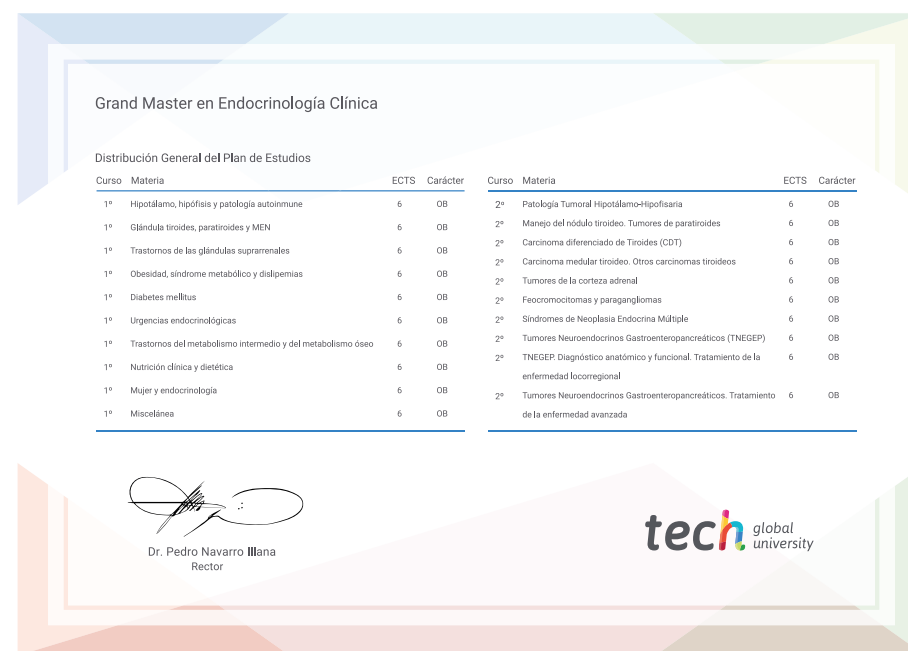 Grand Master en Endocrinología Clínica
Distribución General del Plan de Estudios
Curso Materia ECTS Carácter
1º Hipotálamo, hipófisis y patología autoinmune 6 OB
1º Glándula tiroides, paratiroides y MEN 6 OB
1º Trastornos de las glándulas suprarrenales 6 OB
1º Obesidad, síndrome metabólico y dislipemias 6 OB
1º Diabetes mellitus 6 OB
1º Urgencias endocrinológicas 6 OB
1º Trastornos del metabolismo intermedio y del metabolismo óseo 6 OB
1º Nutrición clínica y dietética 6 OB
1º Mujer y endocrinología 6 OB
1º Miscelánea 6 OB
Curso Materia ECTS Carácter
2º Patología Tumoral Hipotálamo-Hipofisaria 6 OB
2º Manejo del nódulo tiroideo. Tumores de paratiroides 6 OB
2º Carcinoma diferenciado de Tiroides (CDT) 6 OB
2º Carcinoma medular tiroideo. Otros carcinomas tiroideos 6 OB
2º Tumores de la corteza adrenal 6 OB
2º Feocromocitomas y paragangliomas 6 OB
2º Síndromes de Neoplasia Endocrina Múltiple 6 OB
2º Tumores Neuroendocrinos Gastroenteropancreáticos (TNEGEP) 6 OB
2º TNEGEP. Diagnóstico anatómico y funcional. Tratamiento de la 6 OB
enfermedad locorregional
2º Tumores Neuroendocrinos Gastroenteropancreáticos. Tratamiento 6 OB
de la enfermedad avanzada
Dr. Pedro Navarro Illana
Rector
tech global
university